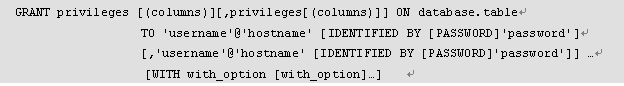 GRANT privileges [(columns)][,privileges[(columns)]] ON database.table↵
TO 'username'@'hostname' [IDENTIFIED BY [PASSWORD]'password']↵
[,'username'@'hostname' [IDENTIFIED BY [PASSWORD]'password']] …↵
[WITH with_option [with_option]…] ↵